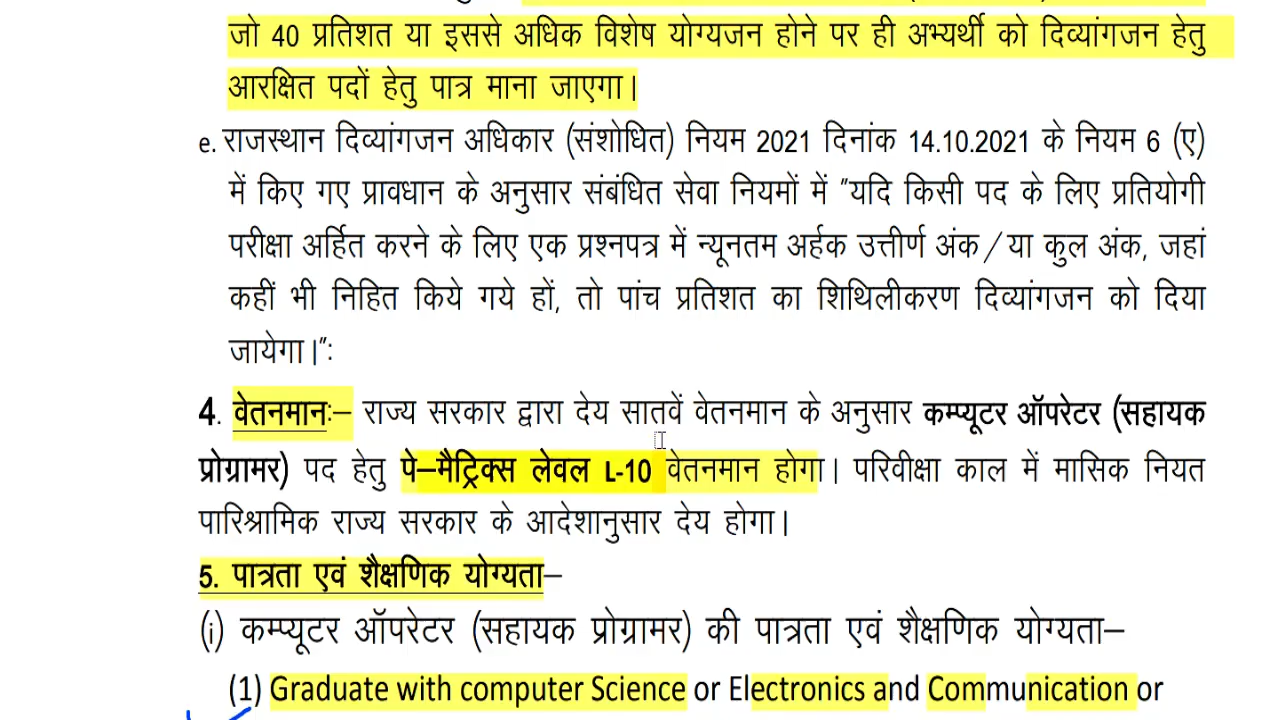 जो 40 प्रतिशत या इससे अधिक विशेष योग्यजन होने पर ही अभ्यर्थी को दिव्यांगजन हेतु
आरक्षित पदों हेतु पात्र माना जाएगा।
e. राजस्थान दिव्यांगजन अधिकार (संशोधित) नियम 2021 दिनांक 14.10.2021 के नियम 6 (ए)
में किए गए प्रावधान के अनुसार संबंधित सेवा नियमों में "यदि किसी पद के लिए प्रतियोगी
परीक्षा अर्हित करने के लिए एक प्रश्नपत्र में न्यूनतम अर्हक उत्तीर्ण अंक/या कुल अंक, जहां
कहीं भी निहित किये गये हों, तो पांच प्रतिशत का शिथिलीकरण दिव्यांगजन को दिया
जायेगा।":
4. वेतनमानः– राज्य सरकार द्वारा देय सातवें वेतनमान के अनुसार कम्प्यूटर ऑपरेटर (सहायक
प्रोग्रामर) पद हेतु पे–मैट्रिक्स लेवल L-10 वेतनमान होगा। परिवीक्षा काल में मासिक नियत
पारिश्रामिक राज्य सरकार के आदेशानुसार देय होगा।
5. पात्रता एवं शैक्षणिक योग्यता–
(i) कम्प्यूटर ऑपरेटर (सहायक प्रोग्रामर) की पात्रता एवं शैक्षणिक योग्यता–
(1) Graduate with computer Science or Electronics and Communication or